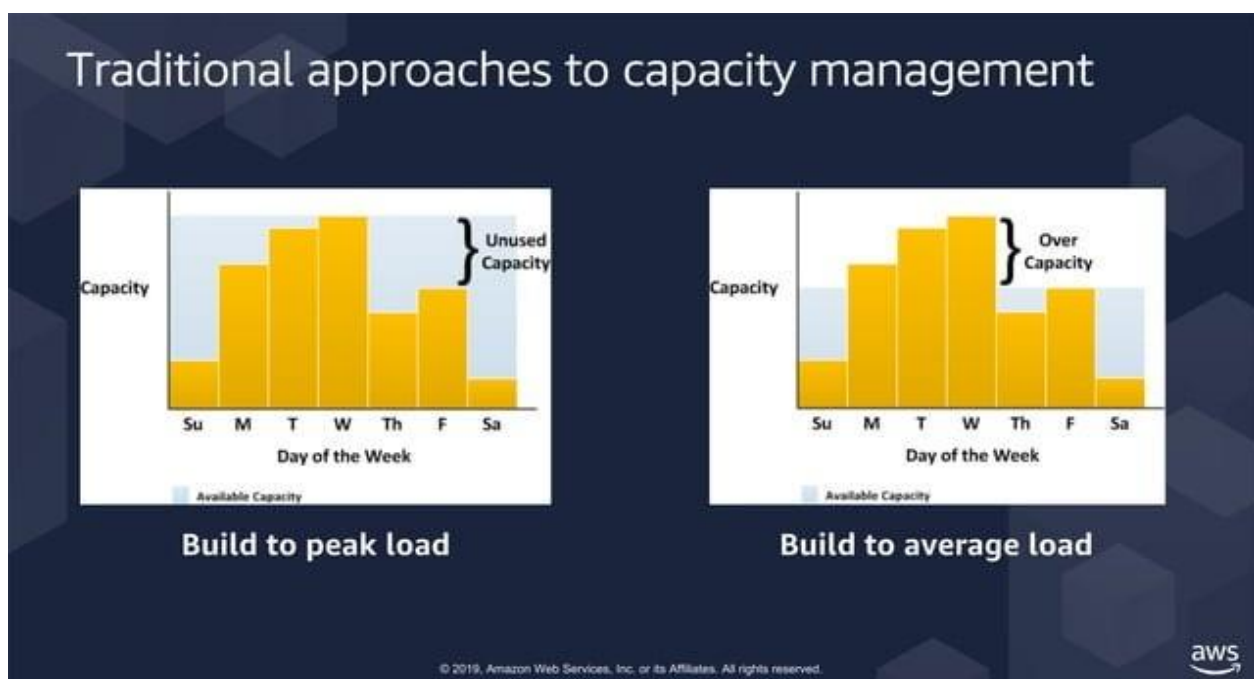 Traditional approaches to capacity management
Capacity
Unused
Capacity
Su M T W Th F Sa
Day of the Week
Available Capacity
Build to peak load
Capacity
Over
Capacity
Su M T W Th F Sa
Day of the Week
Available Capacity
Build to average load
© 2019, Amazon Web Services, Inc. or its Affiliates. All rights reserved.
aws